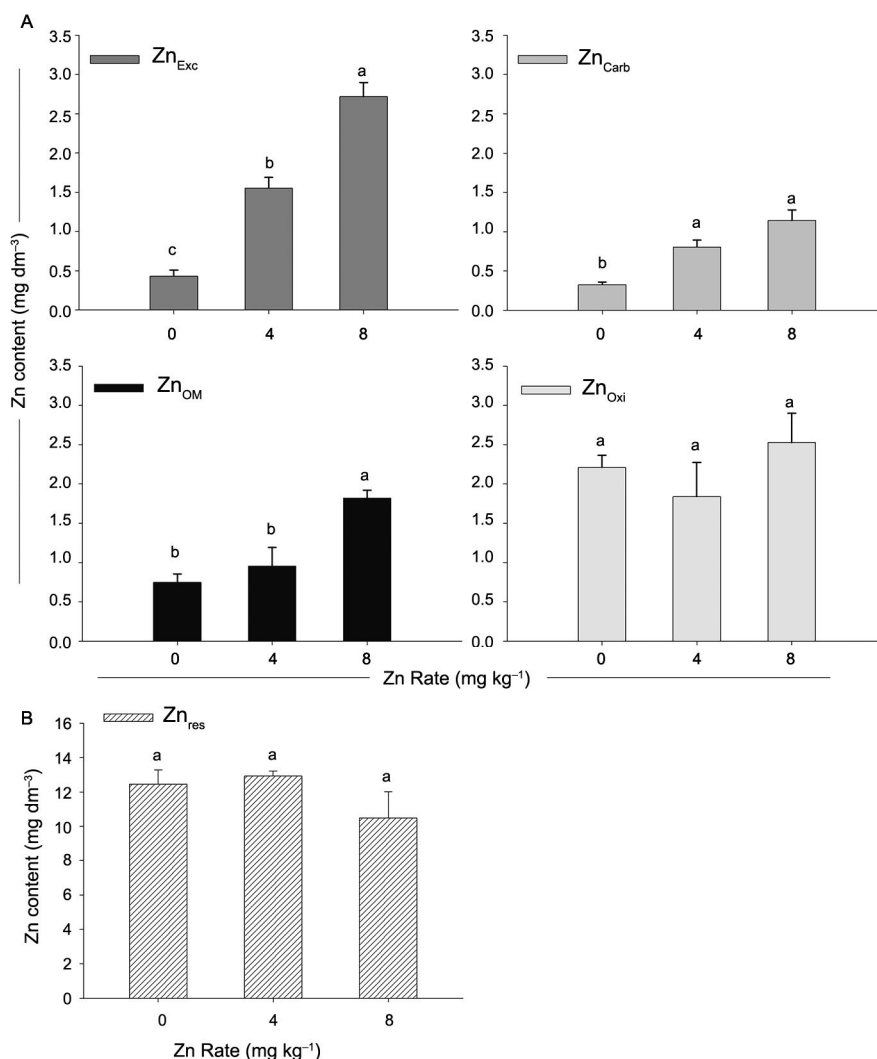 A
Zn content (mg dm⁻³)
Zn_Exc
3.5
3.0
2.5
2.0
1.5
1.0
0.5
0.0
c
b
a
0 4 8
Zn_Carb
3.5
3.0
2.5
2.0
1.5
1.0
0.5
0.0
b
a
a
0 4 8
Zn_OM
3.5
3.0
2.5
2.0
1.5
1.0
0.5
0.0
b
b
a
0 4 8
Zn_Oxi
3.5
3.0
2.5
2.0
1.5
1.0
0.5
0.0
a
a
a
0 4 8
Zn Rate (mg kg⁻¹)
B
Zn content (mg dm⁻³)
Zn_res
16
14
12
10
8
6
4
2
0
a
a
a
0 4 8
Zn Rate (mg kg⁻¹)